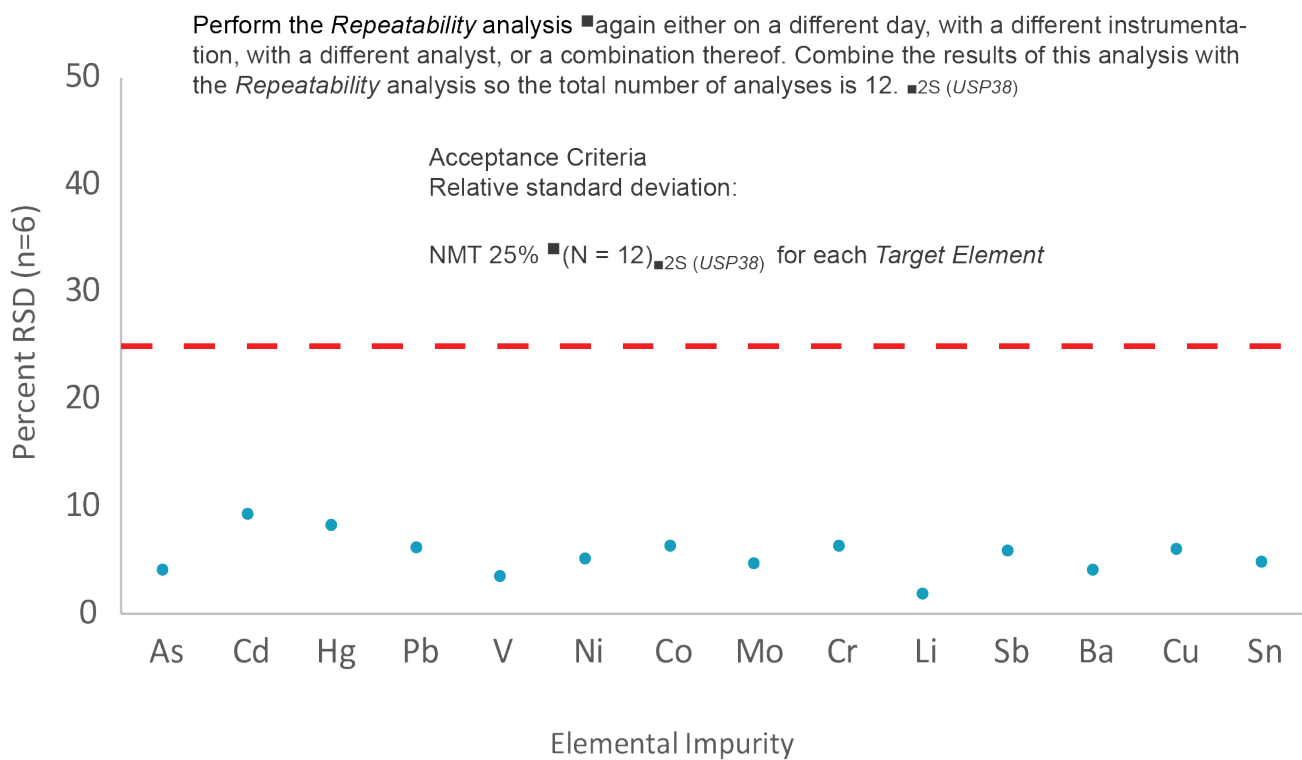 Perform the Repeatability analysis ■again either on a different day, with a different instrumenta-
tion, with a different analyst, or a combination thereof. Combine the results of this analysis with
the Repeatability analysis so the total number of analyses is 12. ■2S (USP38)
Acceptance Criteria
Relative standard deviation:
NMT 25% ■(N = 12)■2S (USP38) for each Target Element
Percent RSD (n=6)
50
40
30
20
10
0
As Cd Hg Pb V Ni Co Mo Cr Li Sb Ba Cu Sn
Elemental Impurity